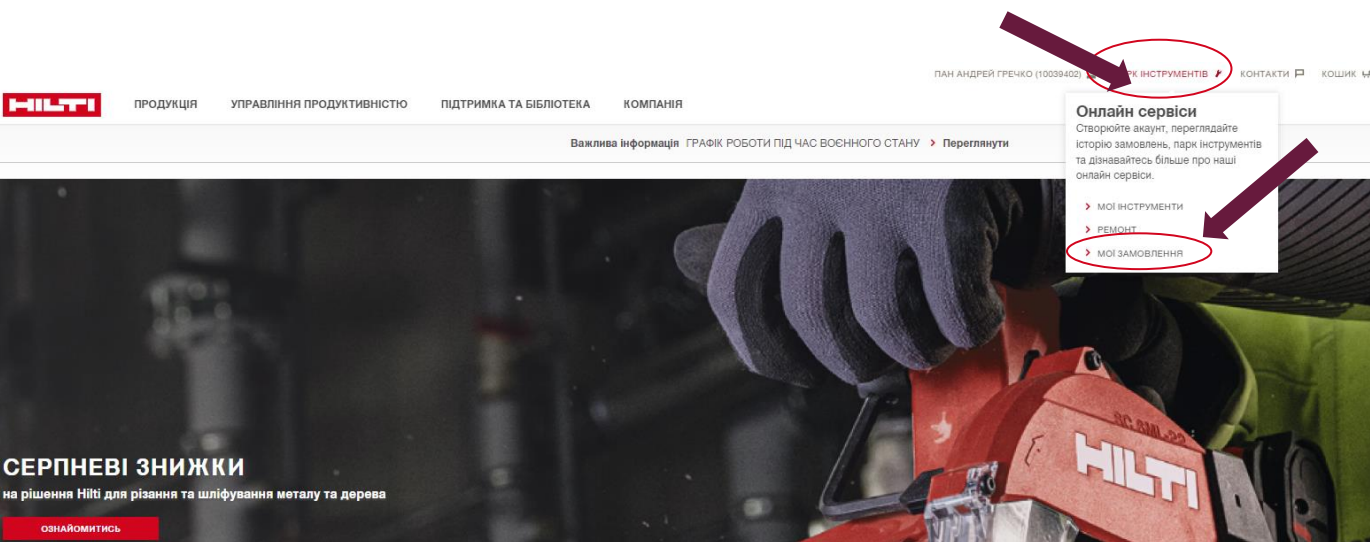 ПАН АНДРЕЙ ГРЕЧКО (10039402)
РК ІНСТРУМЕНТІВ
КОНТАКТИ
КОШИК
HILTI
ПРОДУКЦІЯ
УПРАВЛІННЯ ПРОДУКТИВНІСТЮ
ПІДТРИМКА ТА БІБЛІОТЕКА
КОМПАНІЯ
Важлива інформація ГРАФІК РОБОТИ ПІД ЧАС ВОЄННОГО СТАНУ > Переглянути
Онлайн сервіси
Створюйте акаунт, переглядайте
історію замовлень, парк інструментів
та дізнавайтесь більше про наші
онлайн сервіси.
> МОЇ ІНСТРУМЕНТИ
> РЕМОНТ
> МОЇ ЗАМОВЛЕННЯ
HILTI
СЕРПНЕВІ ЗНИЖКИ
на рішення Hilti для різання та шліфування металу та дерева
ОЗНАЙОМИТИСЬ